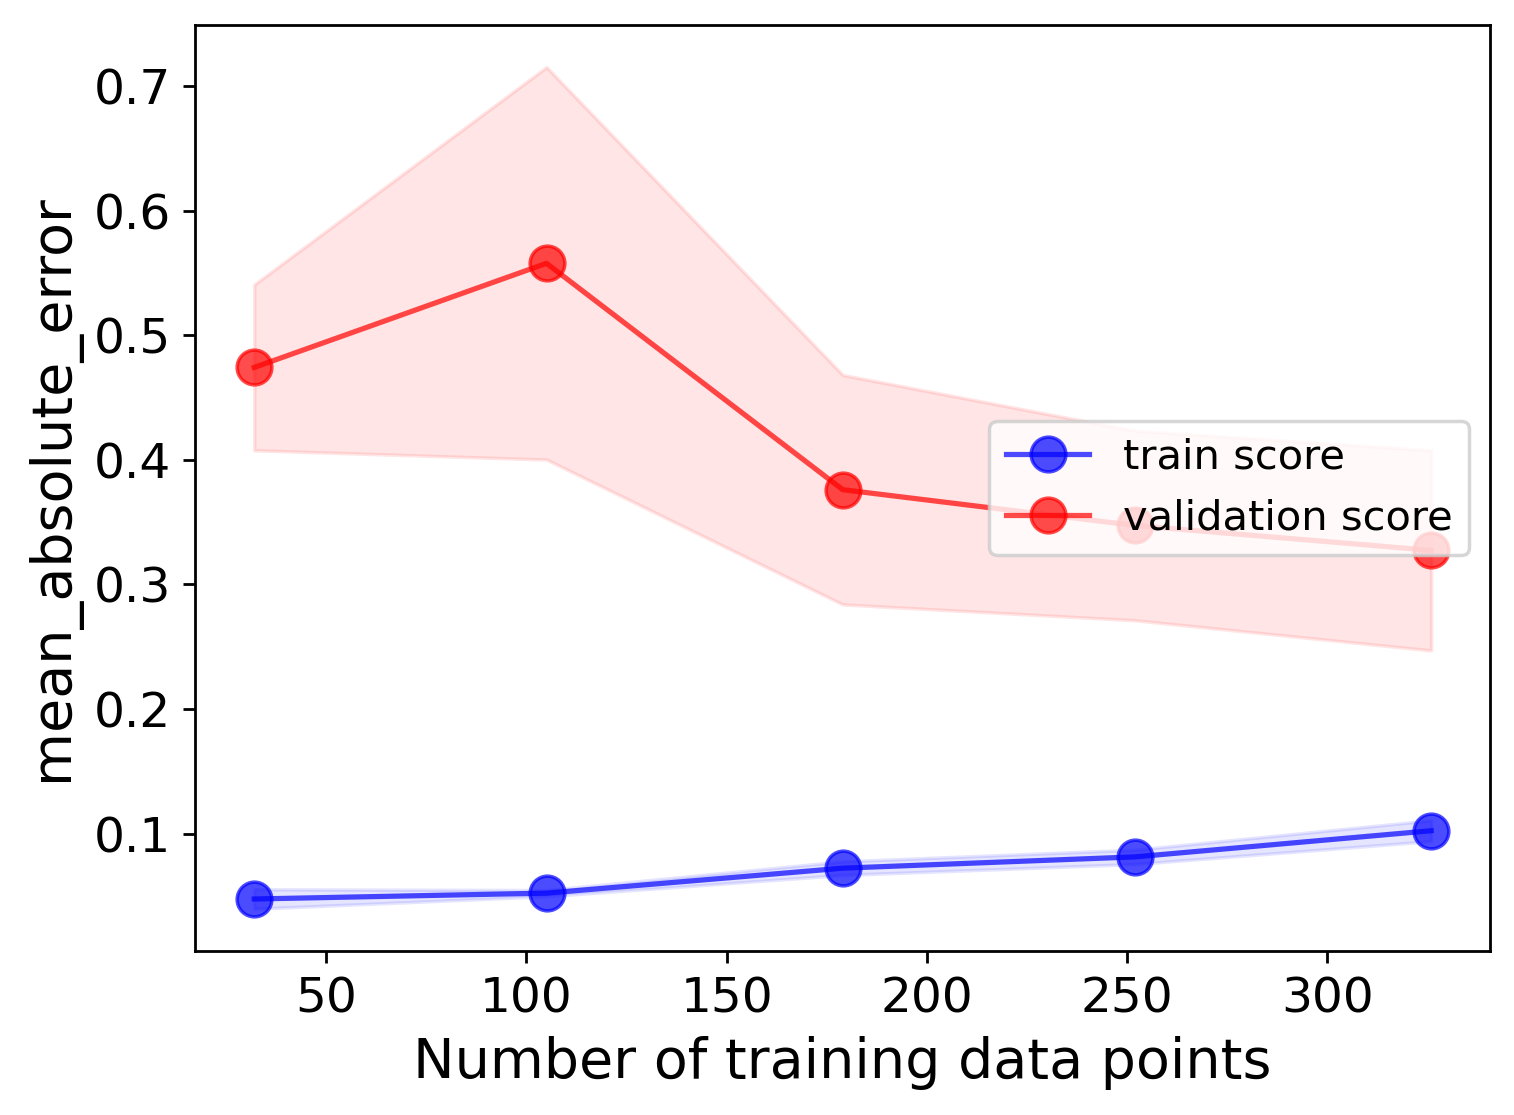 mean_absolute_error
0.7
0.6
0.5
0.4
0.3
0.2
0.1
train score
validation score
50 100 150 200 250 300
Number of training data points